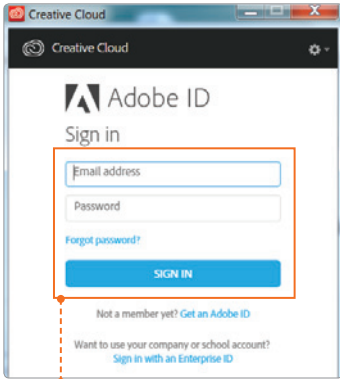 Creative Cloud
Creative Cloud
Adobe ID
Sign in
Email address
Password
Forgot password?
SIGN IN
Not a member yet? Get an Adobe ID
Want to use your company or school account?
Sign in with an Enterprise ID